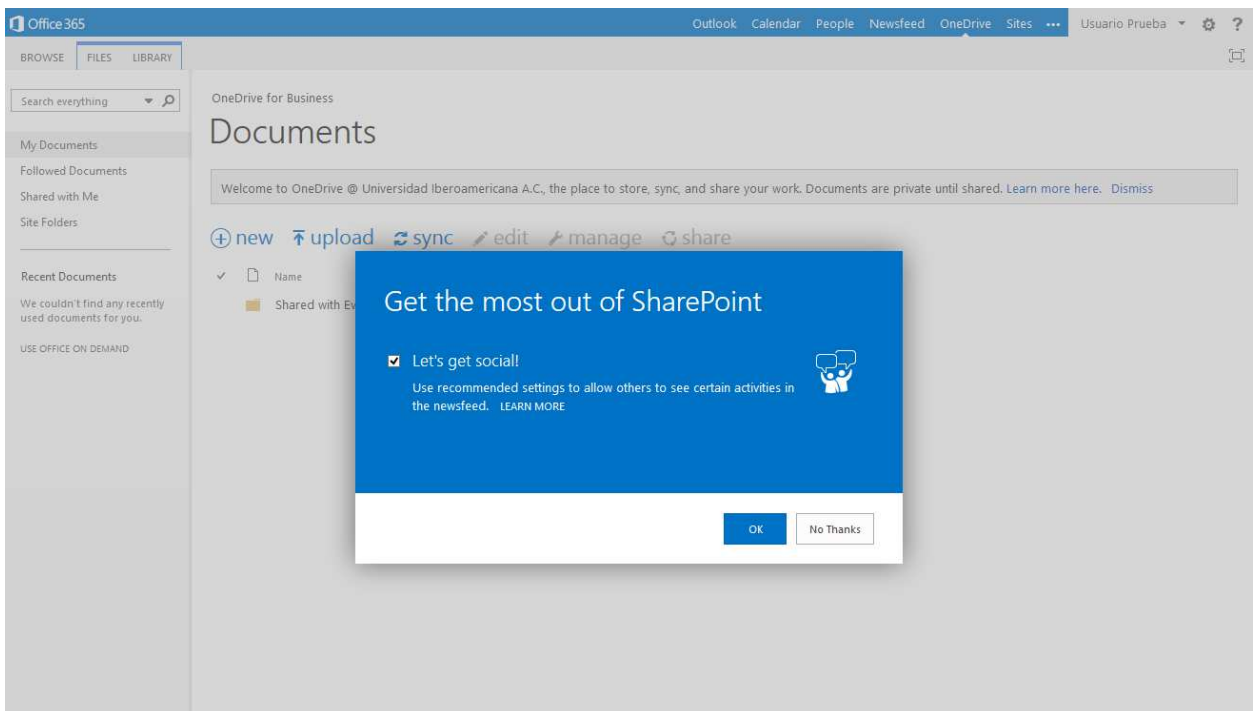 Office 365
Outlook Calendar People Newsfeed OneDrive Sites ••• Usuario Prueba ?
BROWSE FILES LIBRARY
Search everything
My Documents
Followed Documents
Shared with Me
Site Folders
Recent Documents
We couldn't find any recently
used documents for you.
USE OFFICE ON DEMAND
OneDrive for Business
Documents
Welcome to OneDrive @ Universidad Iberoamericana A.C., the place to store, sync, and share your work. Documents are private until shared. Learn more here. Dismiss
new upload sync edit manage share
Name
Shared with Ev
Get the most out of SharePoint
Let's get social!
Use recommended settings to allow others to see certain activities in
the newsfeed. LEARN MORE
OK No Thanks